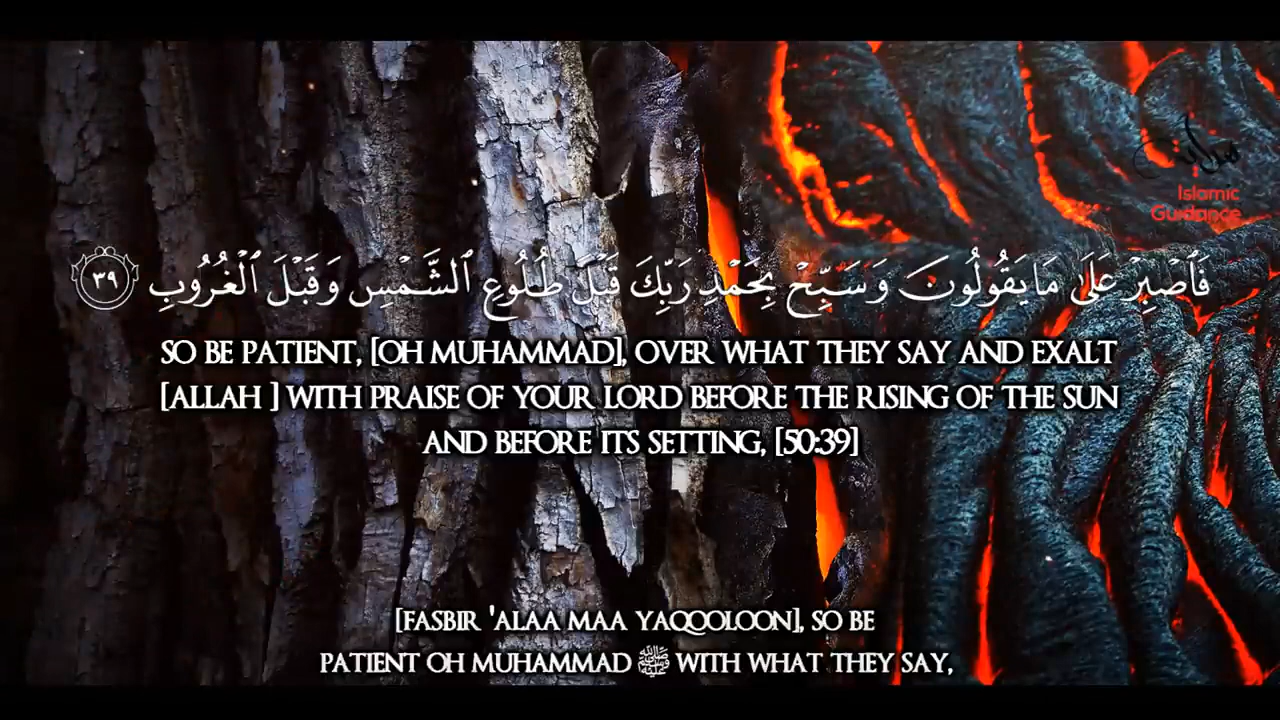 هداية
Islamic
Guidance
فَٱصْبِرْ عَلَىٰ مَا يَقُولُونَ وَسَبِّحْ بِحَمْدِ رَبِّكَ قَبْلَ طُلُوعِ ٱلشَّمْسِ وَقَبْلَ ٱلْغُرُوبِ ٣٩
SO BE PATIENT, [OH MUHAMMAD], OVER WHAT THEY SAY AND EXALT
[ALLAH ] WITH PRAISE OF YOUR LORD BEFORE THE RISING OF THE SUN
AND BEFORE ITS SETTING, [50:39]
[FASBIR 'ALAA MAA YAQOOLOON], SO BE
PATIENT OH MUHAMMAD ﷺ WITH WHAT THEY SAY,